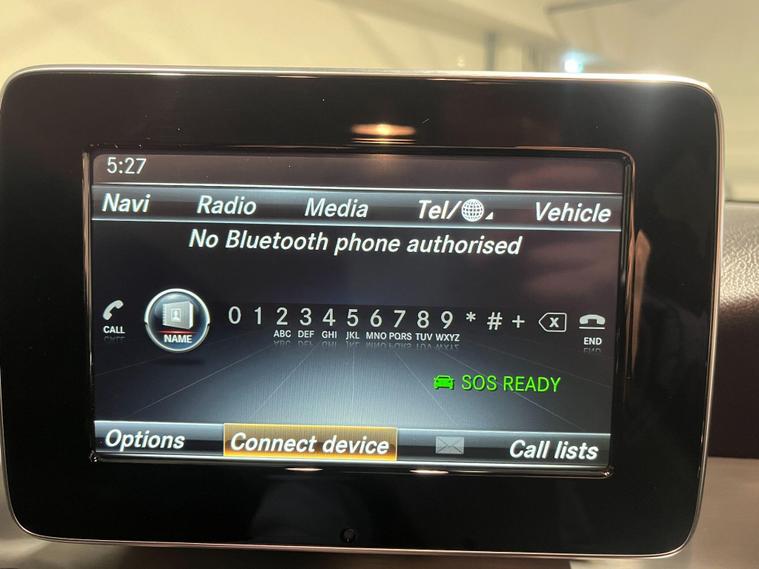 5:27
Navi Radio Media Tel/ Vehicle
No Bluetooth phone authorised
CALL NAME 0 1 2 3 4 5 6 7 8 9 * # + END
ABC DEF GHI JKL MNO PQRS TUV WXYZ
SOS READY
Options Connect device Call lists